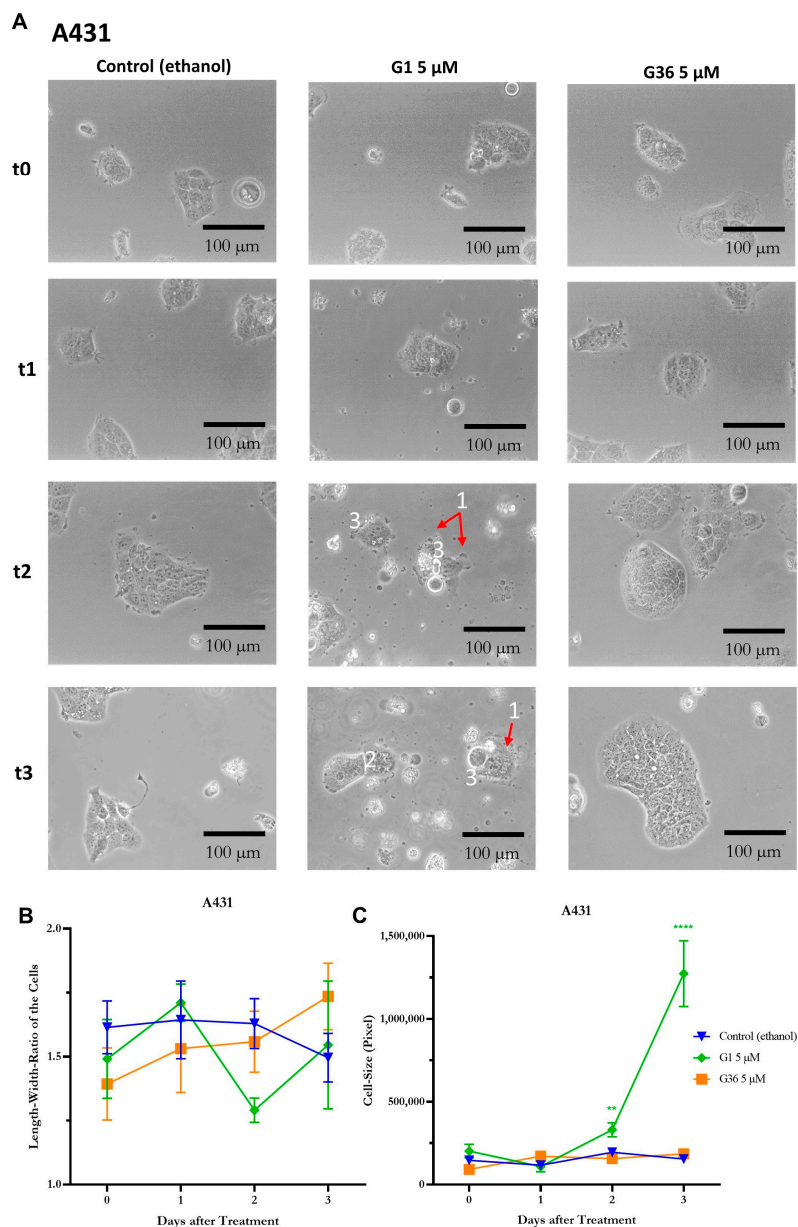 A
A431
Control (ethanol)
G1 5 μM
G36 5 μM
t0
100 μm
100 μm
100 μm
t1
100 μm
100 μm
100 μm
t2
3
1
3
100 μm
100 μm
100 μm
t3
1
2
3
100 μm
100 μm
100 μm
B
A431
Length-Width-Ratio of the Cells
2.0
1.5
1.0
0
1
2
3
Days after Treatment
C
A431
Cell-Size (Pixel)
1,500,000
1,000,000
500,000
0
****
**
0
1
2
3
Days after Treatment
Control (ethanol)
G1 5 μM
G36 5 μM